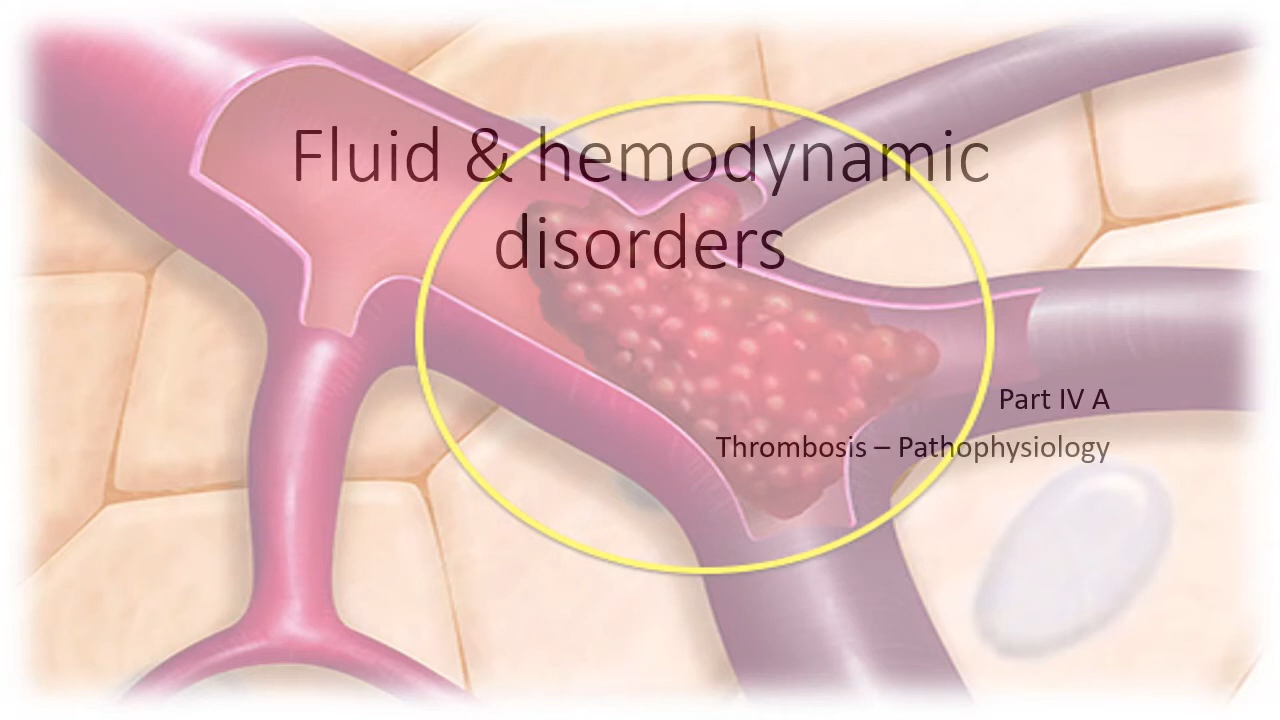 Fluid & hemodynamic
disorders
Part IV A
Thrombosis – Pathophysiology